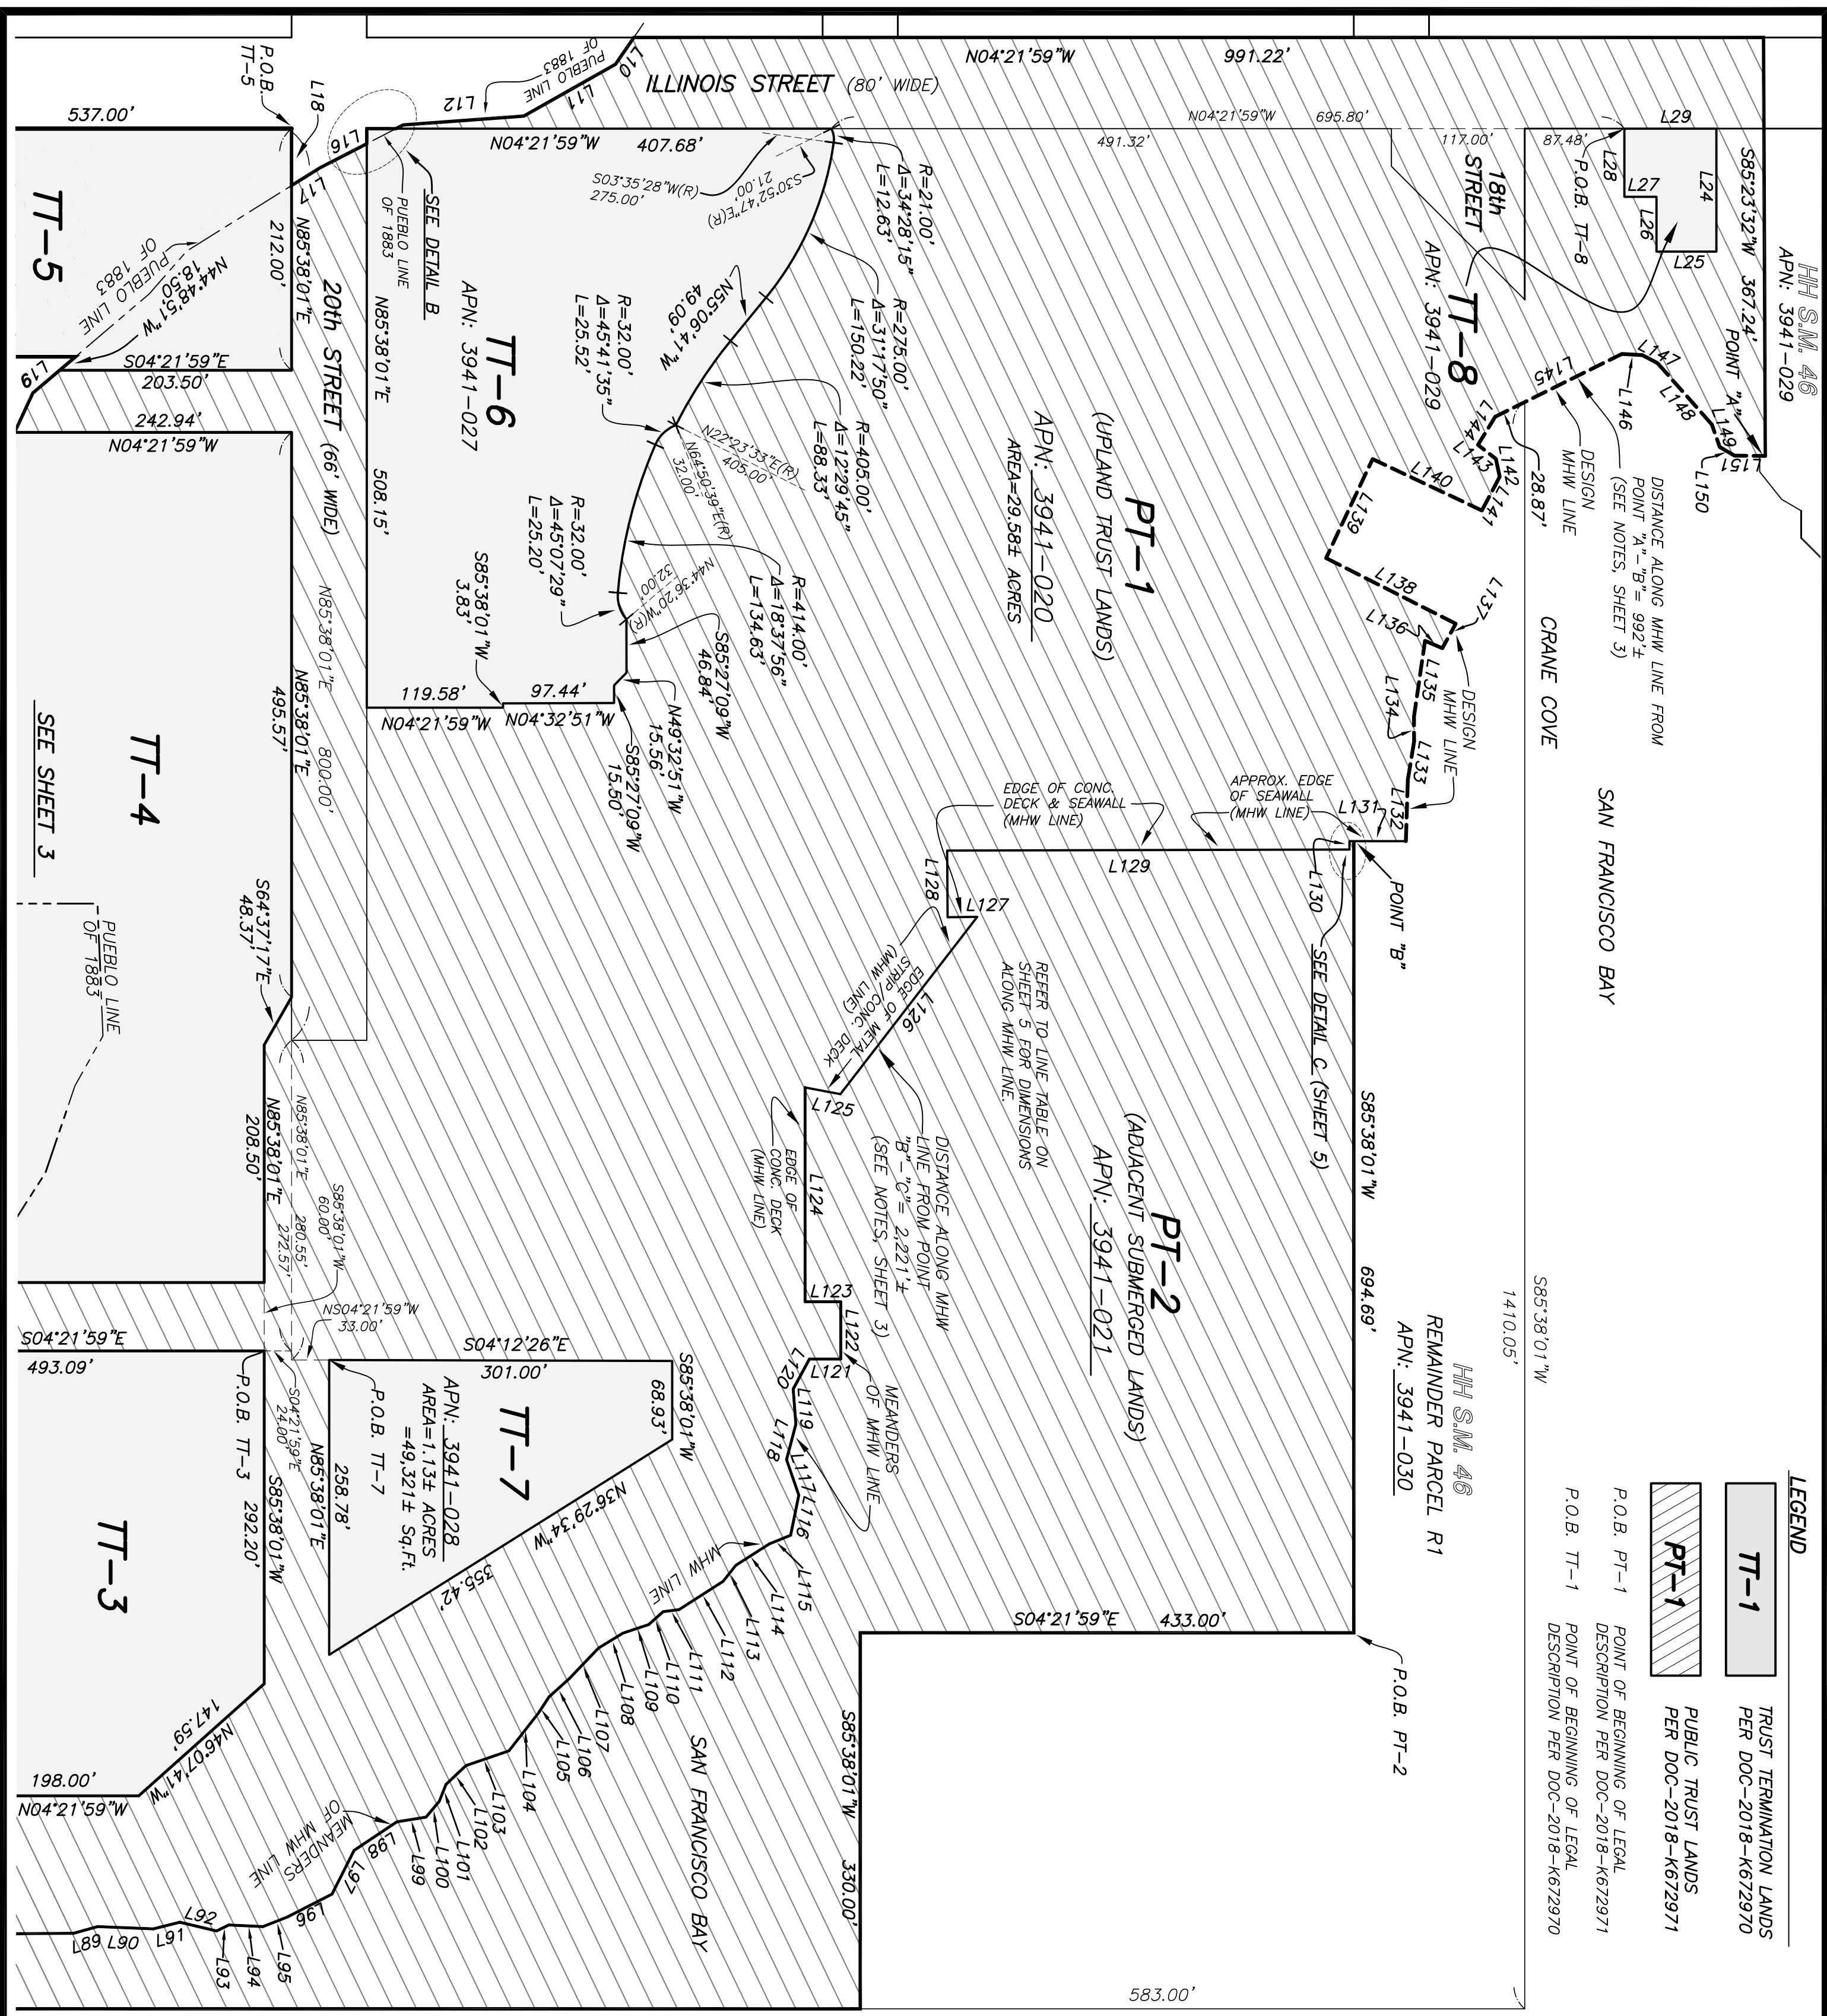 LEGEND
TT-1
TRUST TERMINATION LANDS
PER DOC-2018-K672970
PT-1
PUBLIC TRUST LANDS
PER DOC-2018-K672971
P.O.B. PT-1
POINT OF BEGINNING OF LEGAL
DESCRIPTION PER DOC-2018-K672971
P.O.B. TT-1
POINT OF BEGINNING OF LEGAL
DESCRIPTION PER DOC-2018-K672970
HH S.M. 46
APN: 3941-029
S85°23'32"W 367.24'
POINT "A"
L29
L24
L25
L26
L27
L28
P.O.B. TT-8
87.48'
117.00'
18th
STREET
TT-8
APN: 3941-029
L151
L150
L149
L148
L147
L146
L145
L144
L143
L142
L141
L140
L139
L138
L137
L136
L135
L134
L133
L132
L131
L130
28.87'
DESIGN
MHW LINE
DISTANCE ALONG MHW LINE FROM
POINT "A"-"B"= 992'±
(SEE NOTES, SHEET 3)
CRANE COVE
SAN FRANCISCO BAY
DESIGN
MHW LINE
S85°38'01"W
1410.05'
HH S.M. 46
REMAINDER PARCEL R1
APN: 3941-030
S85°38'01"W 694.69'
P.O.B. PT-2
POINT "B"
SEE DETAIL C (SHEET 5)
APPROX. EDGE
OF SEAWALL
(MHW LINE)
EDGE OF CONC.
DECK & SEAWALL
(MHW LINE)
L129
L128
L127
L126
EDGE OF METAL
STRIP/CONC. DECK
(MHW LINE)
L125
L124
L123
L122
L121
L120
L119
L118
L117
L116
EDGE OF
CONC. DECK
(MHW LINE)
REFER TO LINE TABLE ON
SHEET 5 FOR DIMENSIONS
ALONG MHW LINE.
PT-2
(ADJACENT SUBMERGED LANDS)
APN: 3941-021
DISTANCE ALONG MHW
LINE FROM POINT
"B"-"C"= 2,221'±
(SEE NOTES, SHEET 3)
MEANDERS
OF MHW LINE
S04°21'59"E 433.00'
S85°38'01"W 330.00'
583.00'
PT-1
(UPLAND TRUST LANDS)
APN: 3941-020
AREA=29.58± ACRES
N04°21'59"W 991.22'
ILLINOIS STREET (80' WIDE)
N04°21'59"W 695.80'
491.32'
R=21.00'
Δ=34°28'15"
L=12.63'
R=275.00'
Δ=31°17'50"
L=150.22'
R=405.00'
Δ=12°29'45"
L=88.33'
R=414.00'
Δ=18°37'56"
L=134.63'
N55°06'41"W
49.09'
R=32.00'
Δ=45°41'35"
L=25.52'
R=32.00'
Δ=45°07'29"
L=25.20'
S03°35'28"W(R)
275.00'
S30°52'47"E(R)
21.00'
N22°23'33"E(R)
405.00'
N64°50'39"E(R)
32.00'
N44°36'20"W(R)
32.00'
S85°27'09"W
46.84'
N49°32'51"W
15.56'
S85°27'09"W
15.50'
S85°38'01"W
3.83'
N04°21'59"W 407.68'
TT-6
APN: 3941-027
97.44'
N04°32'51"W
119.58'
N04°21'59"W
SEE DETAIL B
PUEBLO LINE
OF 1883
N85°38'01"E 508.15'
L10
L11
L12
PUEBLO LINE
OF 1883
L16
L17
L18
P.O.B.
TT-5
537.00'
N85°38'01"E
212.00'
20th STREET (66' WIDE)
TT-5
PUEBLO LINE
OF 1883
N44°48'51"W
18.50'
L19
S04°21'59"E
203.50'
242.94'
N04°21'59"W
N85°38'01"E 800.00'
N85°38'01"E
495.57'
TT-4
SEE SHEET 3
S64°37'17"E
48.37'
PUEBLO LINE
OF 1883
N85°38'01"E
208.50'
N85°38'01"E 280.55'
272.57'
S85°38'01"W
60.00'
NS04°21'59"W
33.00'
S04°21'59"E
24.00'
S04°21'59"E
493.09'
P.O.B. TT-3
S04°12'26"E
301.00'
S85°38'01"W
68.93'
TT-7
APN: 3941-028
AREA=1.13± ACRES
=49,321± Sq.Ft.
P.O.B. TT-7
258.78'
N85°38'01"E
N36°29'34"W
355.42'
S85°38'01"W
292.20'
TT-3
147.59'
N46°07'41"W
198.00'
N04°21'59"W
MHW LINE
SAN FRANCISCO BAY
L115
L114
L113
L112
L111
L110
L109
L108
L107
L106
L105
L104
L103
L102
L101
L100
L99
L98
L97
L96
L95
L94
L93
L92
L91
L90
L89
MEANDERS
OF MHW LINE